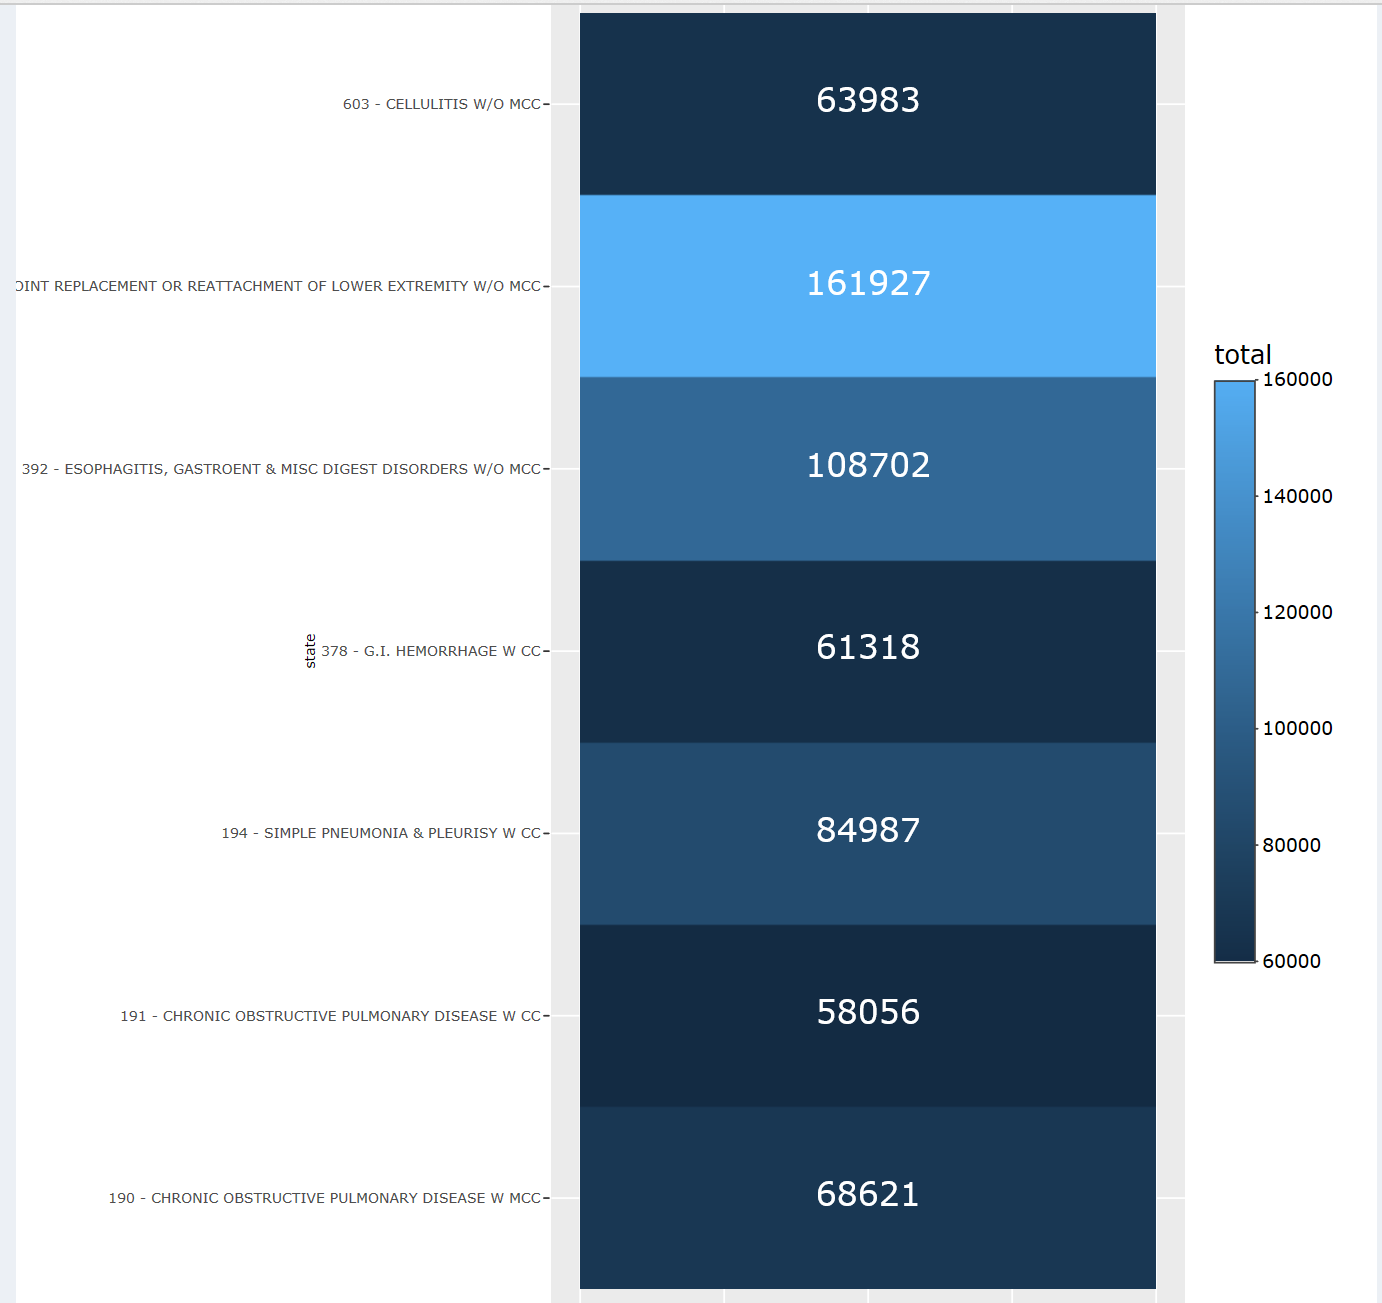 603 - CELLULITIS W/O MCC
63983
REPLACEMENT OR REATTACHMENT OF LOWER EXTREMITY W/O MCC
161927
392 - ESOPHAGITIS, GASTROENT & MISC DIGEST DISORDERS W/O MCC
108702
state
378 - G.I. HEMORRHAGE W CC
61318
194 - SIMPLE PNEUMONIA & PLEURISY W CC
84987
191 - CHRONIC OBSTRUCTIVE PULMONARY DISEASE W CC
58056
190 - CHRONIC OBSTRUCTIVE PULMONARY DISEASE W MCC
68621
total
160000
140000
120000
100000
80000
60000